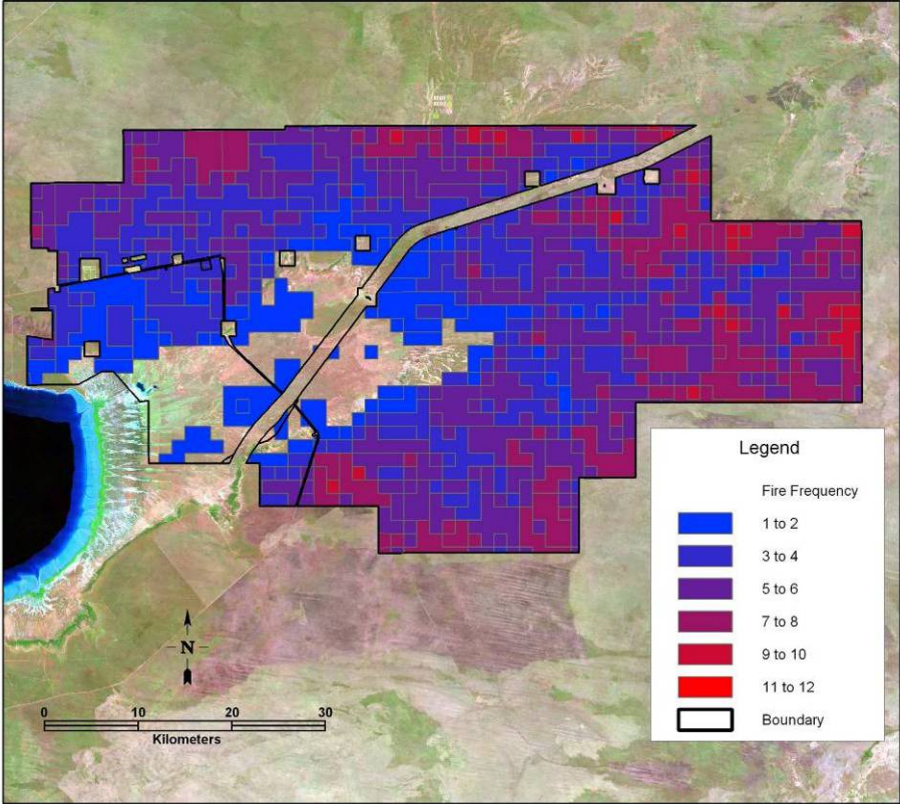 Legend
Fire Frequency
1 to 2
3 to 4
5 to 6
7 to 8
9 to 10
11 to 12
Boundary
N
0 10 20 30
Kilometers